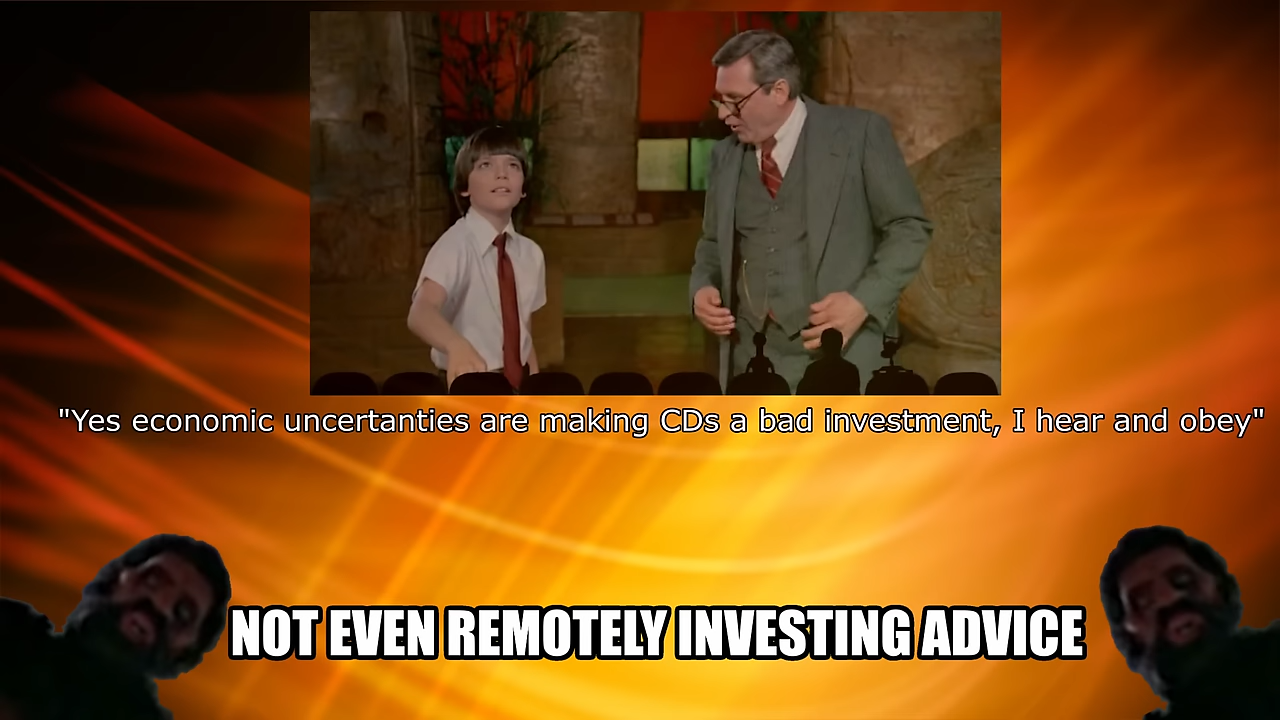 "Yes economic uncertanties are making CDs a bad investment, I hear and obey"
NOT EVEN REMOTELY INVESTING ADVICE